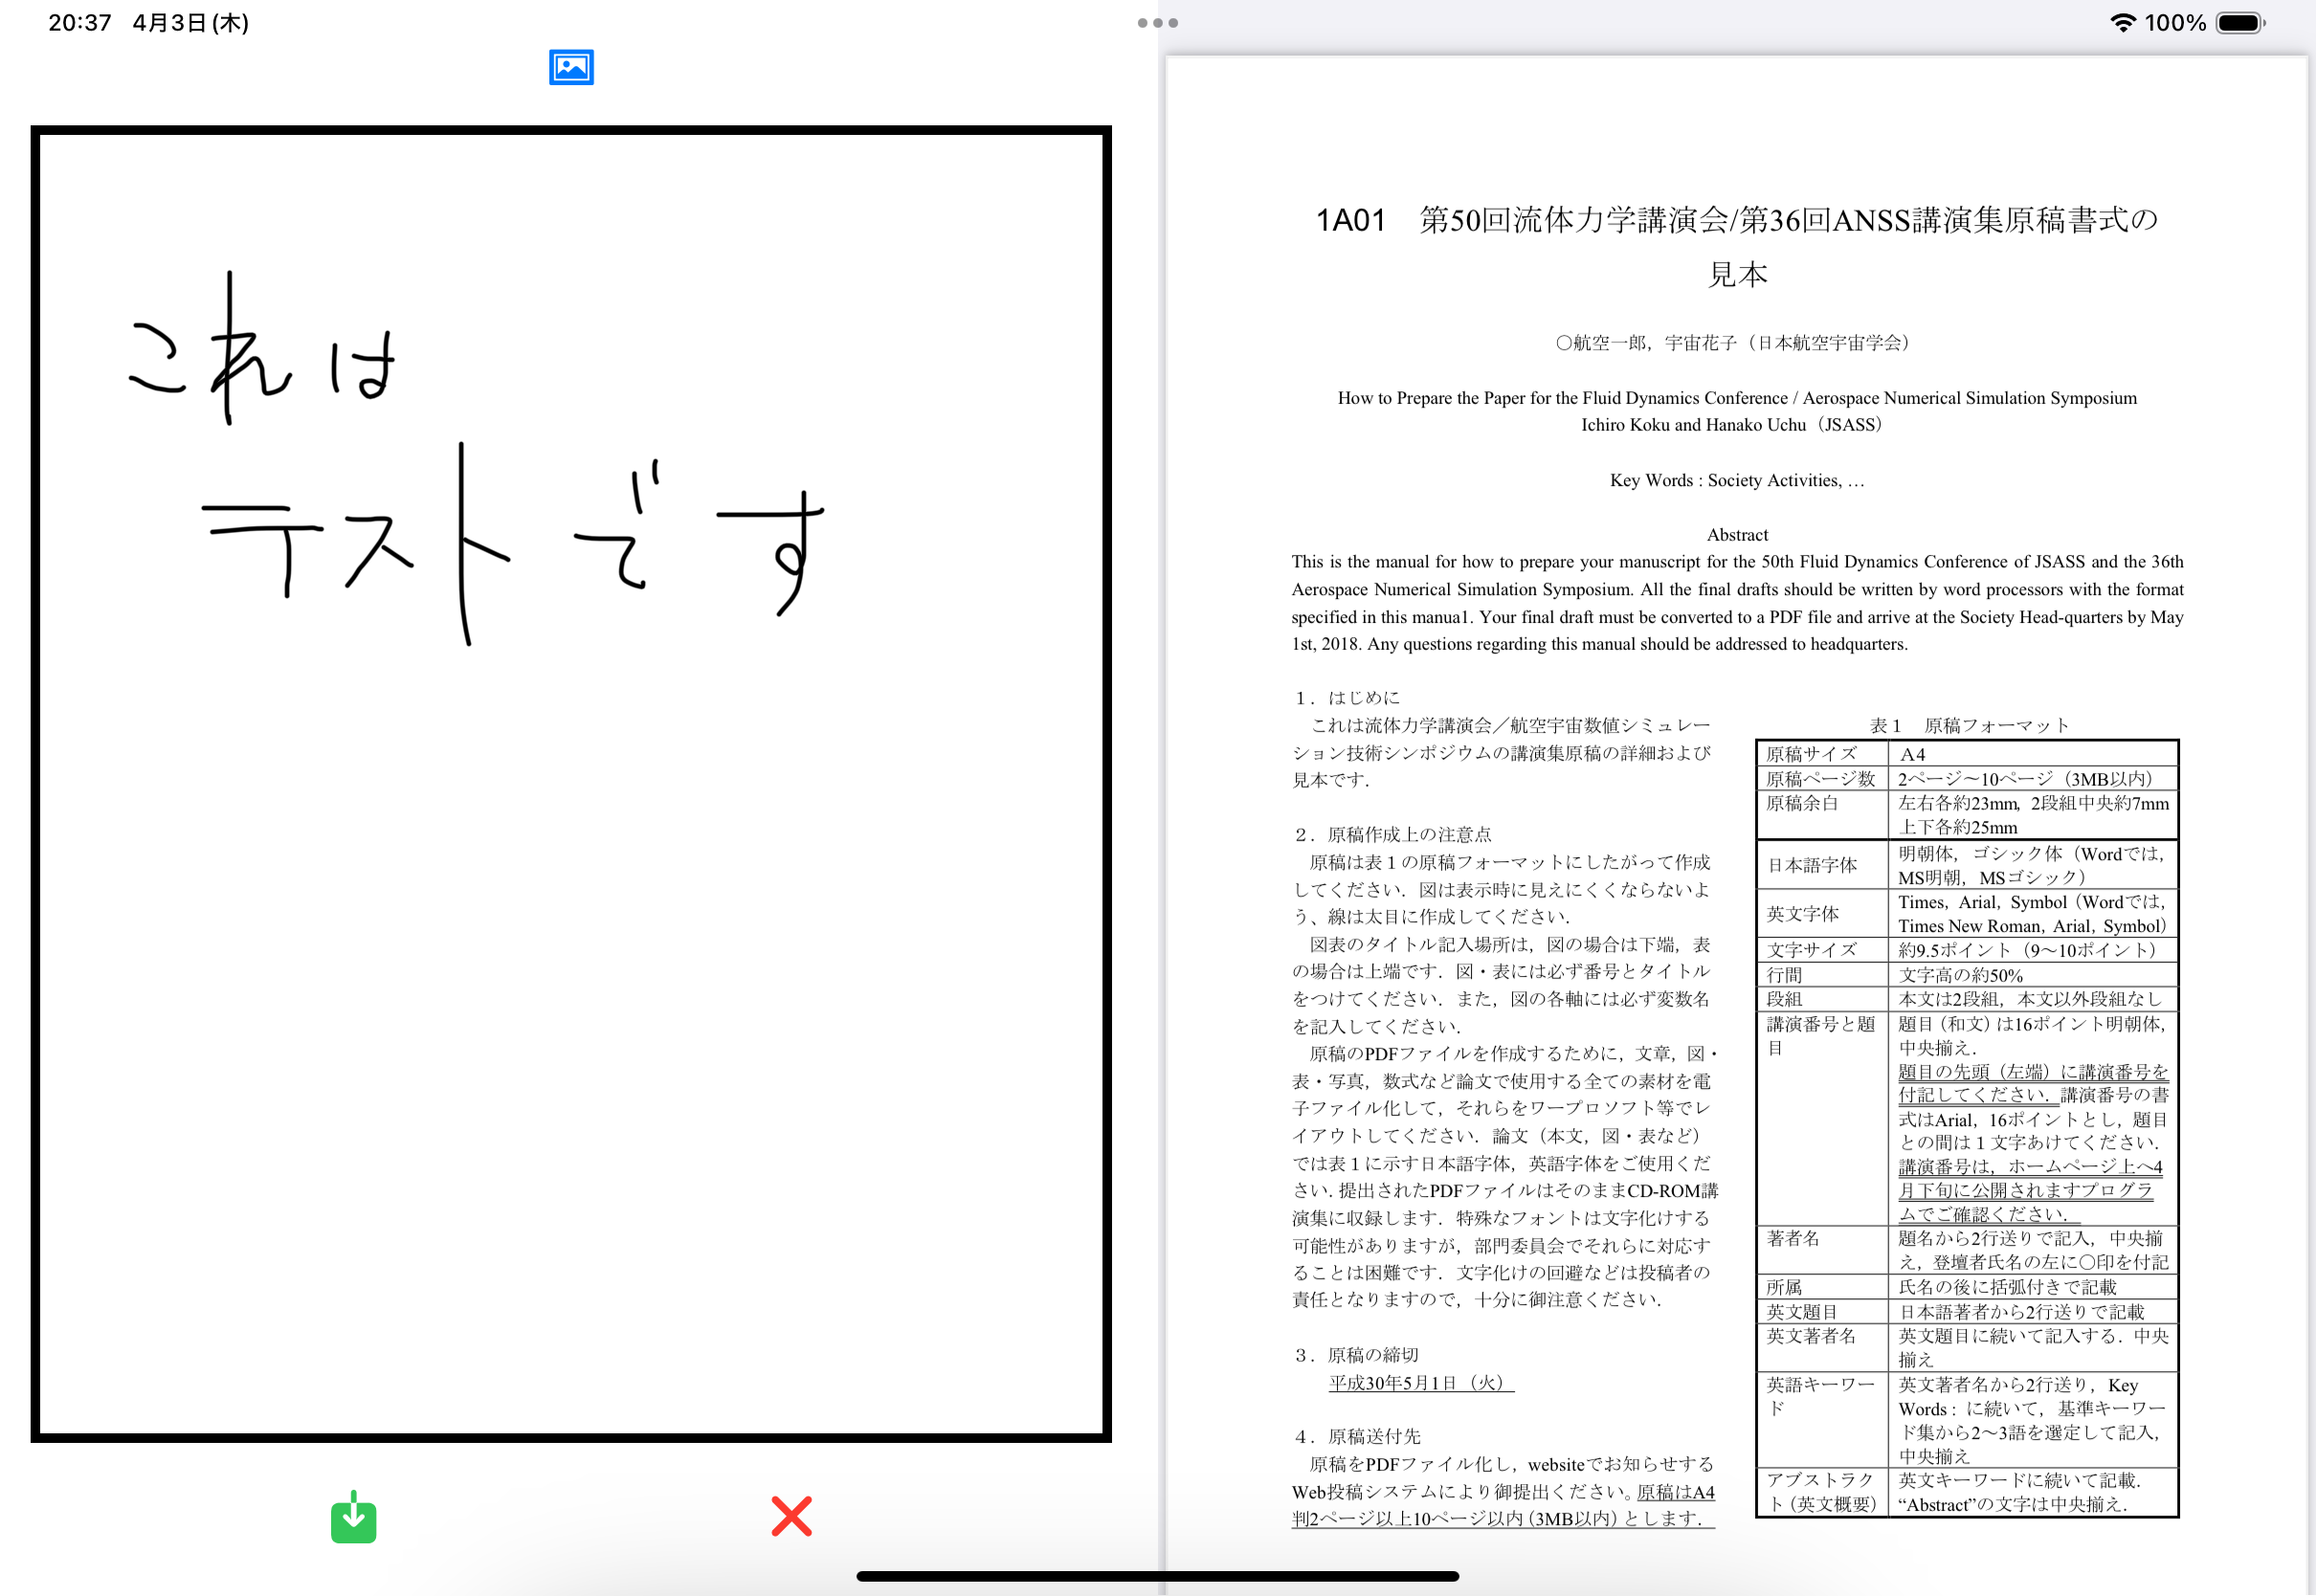 20:37 4月3日(木)
100%
これは
テストです
1A01 第50回流体力学講演会/第36回ANSS講演集原稿書式の
見本
○航空一郎，宇宙花子（日本航空宇宙学会）
How to Prepare the Paper for the Fluid Dynamics Conference / Aerospace Numerical Simulation Symposium
Ichiro Koku and Hanako Uchu（JSASS）
Key Words : Society Activities, …
Abstract
This is the manual for how to prepare your manuscript for the 50th Fluid Dynamics Conference of JSASS and the 36th
Aerospace Numerical Simulation Symposium. All the final drafts should be written by word processors with the format
specified in this manua1. Your final draft must be converted to a PDF file and arrive at the Society Head-quarters by May
1st, 2018. Any questions regarding this manual should be addressed to headquarters.
１．はじめに
これは流体力学講演会／航空宇宙数値シミュレー
ション技術シンポジウムの講演集原稿の詳細および
見本です．
２．原稿作成上の注意点
原稿は表１の原稿フォーマットにしたがって作成
してください．図は表示時に見えにくくならないよ
う、線は太目に作成してください．
図表のタイトル記入場所は，図の場合は下端，表
の場合は上端です．図・表には必ず番号とタイトル
をつけてください．また，図の各軸には必ず変数名
を記入してください．
原稿のPDFファイルを作成するために，文章，図・
表・写真，数式など論文で使用する全ての素材を電
子ファイル化して，それらをワープロソフト等でレ
イアウトしてください．論文（本文，図・表など）
では表１に示す日本語字体，英語字体をご使用くだ
さい．提出されたPDFファイルはそのままCD-ROM講
演集に収録します．特殊なフォントは文字化けする
可能性がありますが，部門委員会でそれらに対応す
ることは困難です．文字化けの回避などは投稿者の
責任となりますので，十分に御注意ください．
３．原稿の締切
平成30年5月1日（火）
４．原稿送付先
原稿をPDFファイル化し，websiteでお知らせする
Web投稿システムにより御提出ください。原稿はA4
判2ページ以上10ページ以内（3MB以内）とします．
表１ 原稿フォーマット
原稿サイズ A4
原稿ページ数 2ページ～10ページ（3MB以内）
原稿余白 左右各約23mm，2段組中央約7mm
上下各約25mm
日本語字体 明朝体，ゴシック体（Wordでは，
MS明朝，MSゴシック）
英文字体 Times，Arial，Symbol（Wordでは，
Times New Roman，Arial，Symbol）
文字サイズ 約9.5ポイント（9～10ポイント）
行間 文字高の約50%
段組 本文は2段組，本文以外段組なし
講演番号と題 題目（和文）は16ポイント明朝体，
目 中央揃え．
題目の先頭（左端）に講演番号を
付記してください．講演番号の書
式はArial，16ポイントとし，題目
との間は１文字あけてください．
講演番号は，ホームページ上へ4
月下旬に公開されますプログラ
ムでご確認ください．
著者名 題名から2行送りで記入，中央揃
え，登壇者氏名の左に○印を付記
所属 氏名の後に括弧付きで記載
英文題目 日本語著者から2行送りで記載
英文著者名 英文題目に続いて記入する．中央
揃え
英語キーワー 英文著者名から2行送り，Key
ド Words : に続いて，基準キーワー
ド集から2～3語を選定して記入，
中央揃え
アブストラク 英文キーワードに続いて記載．
ト（英文概要） “Abstract”の文字は中央揃え．